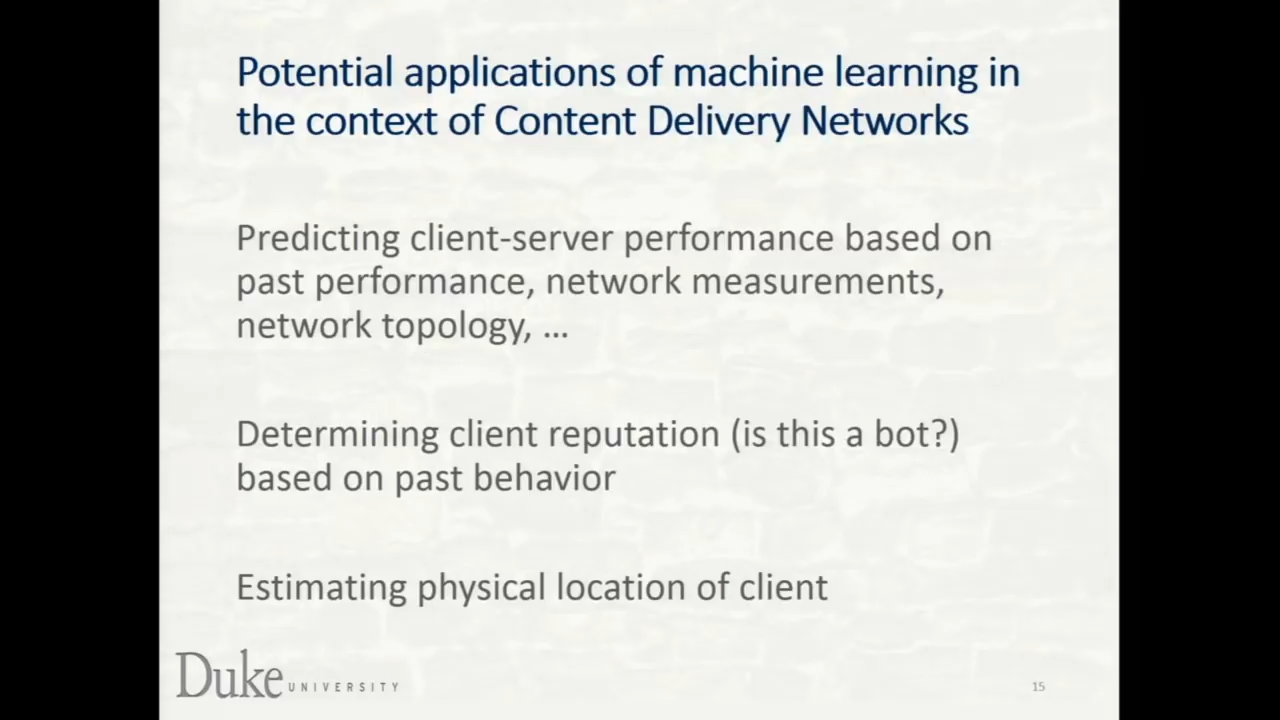 Potential applications of machine learning in
the context of Content Delivery Networks
Predicting client-server performance based on
past performance, network measurements,
network topology, ...
Determining client reputation (is this a bot?)
based on past behavior
Estimating physical location of client
Duke UNIVERSITY
15